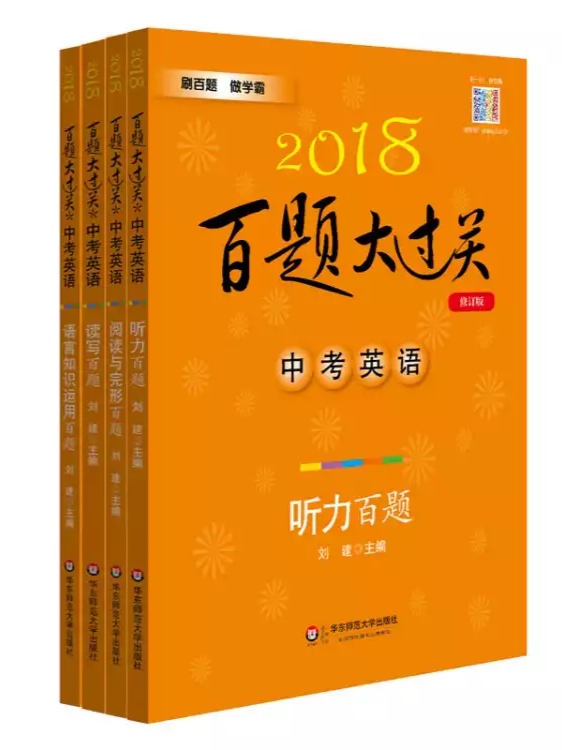 2018
百题大过关*中考英语
语言知识运用百题
刘 建◎主编
华东师范大学出版社
2018
百题大过关*中考英语
读写百题
刘 建◎主编
华东师范大学出版社
2018
百题大过关*中考英语
阅读与完形百题
刘 建◎主编
华东师范大学出版社
2018
百题大过关*中考英语
听力百题
刘 建◎主编
华东师范大学出版社
刷百题 做学霸
2018
百题大过关
修订版
中考英语
听力百题
刘 建◎主编
华东师范大学出版社